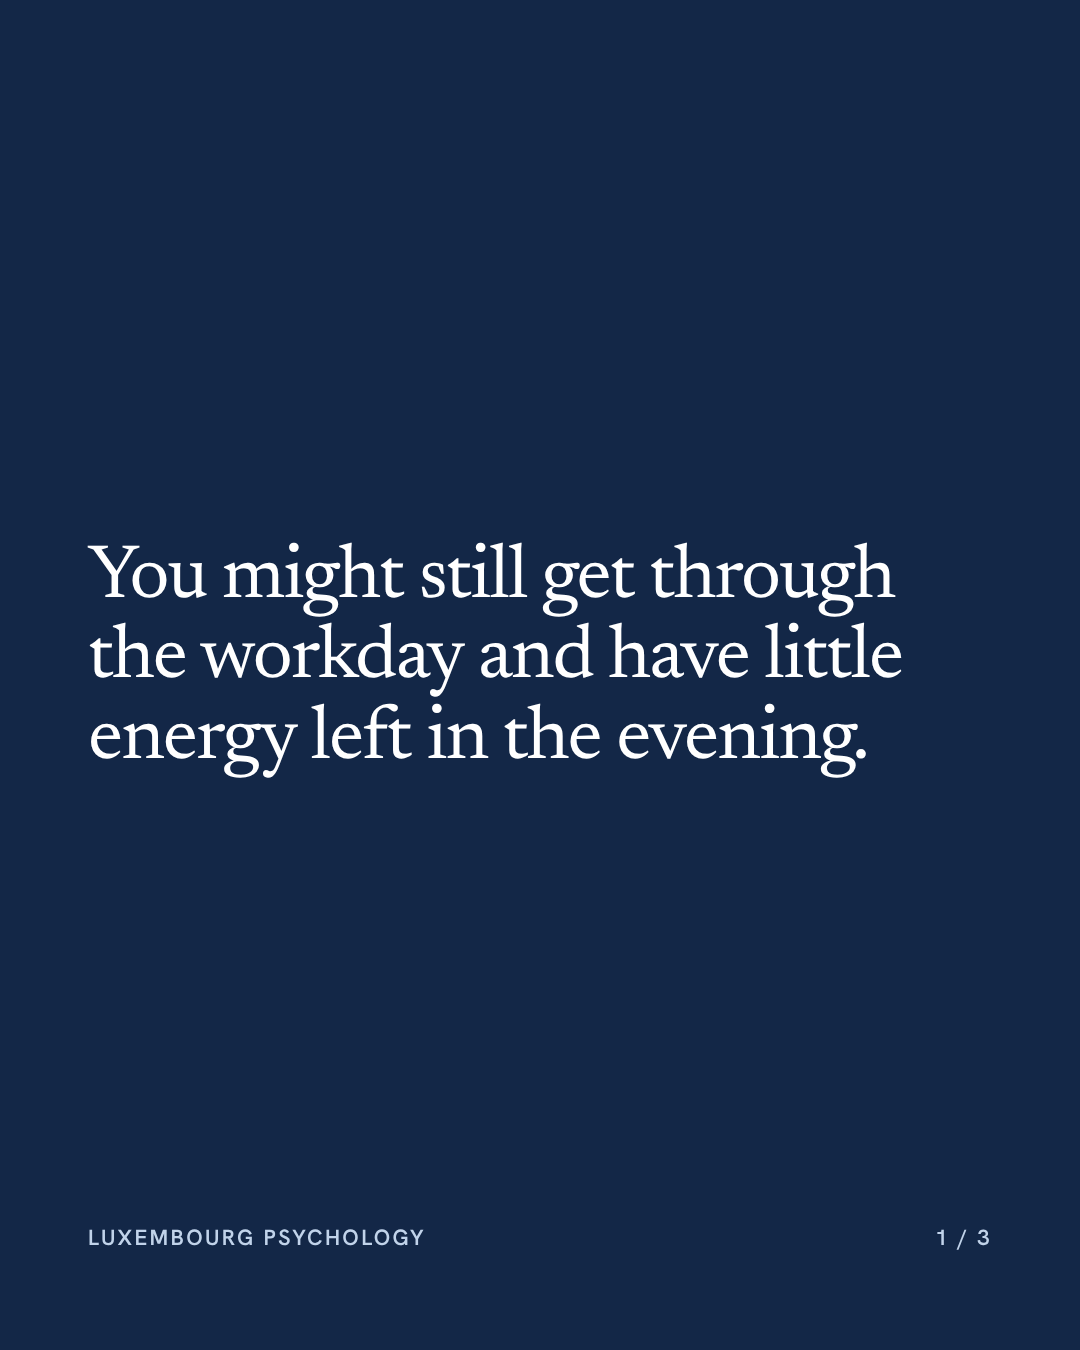 You might still get through
the workday and have little
energy left in the evening.
LUXEMBOURG PSYCHOLOGY
1 / 3